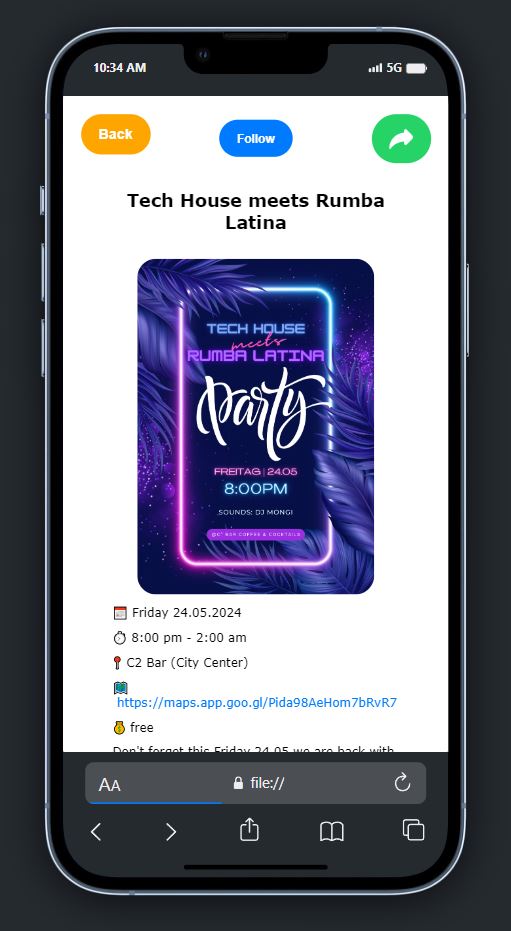 10:34 AM
5G
Back
Follow
Tech House meets Rumba
Latina
TECH HOUSE
meets
RUMBA LATINA
Party
FREITAG | 24.05
8:00PM
SOUNDS: DJ MONGI
@C² BAR COFFEE & COCKTAILS
Friday 24.05.2024
8:00 pm - 2:00 am
C2 Bar (City Center)
https://maps.app.goo.gl/Pida98AeHom7bRvR7
free
Don't forget this Friday 24.05 we are back with
AA
file://